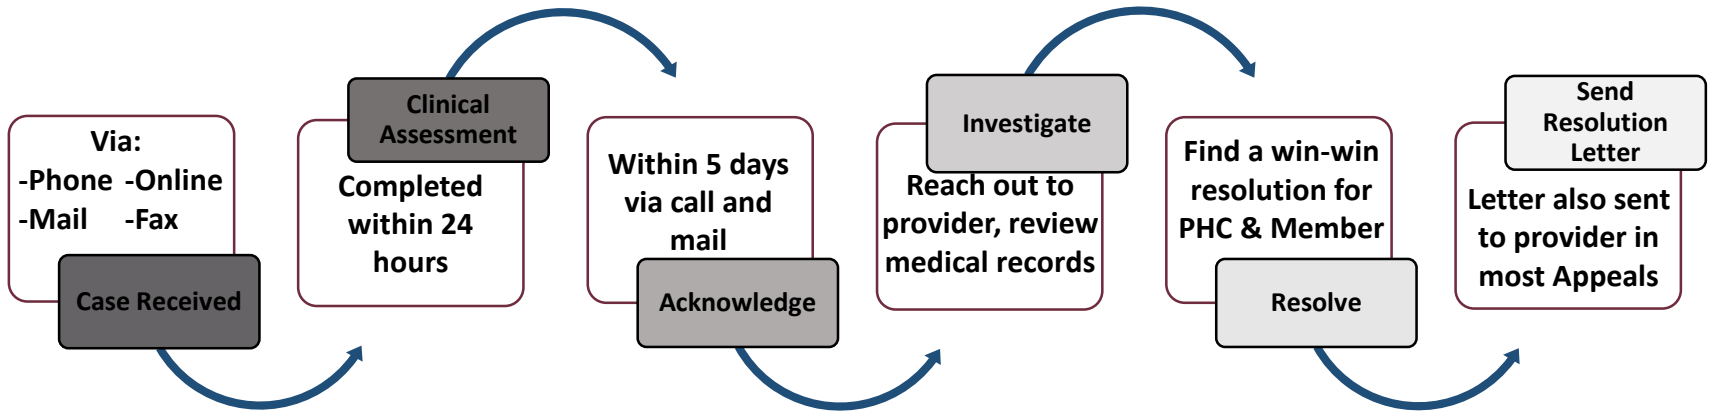 Via:
-Phone -Online
-Mail -Fax
Case Received
Clinical
Assessment
Completed
within 24
hours
Within 5 days
via call and
mail
Acknowledge
Investigate
Reach out to
provider, review
medical records
Find a win-win
resolution for
PHC & Member
Resolve
Send
Resolution
Letter
Letter also sent
to provider in
most Appeals